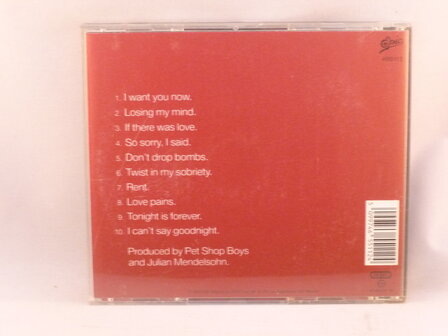 Epic
1. I want you now.
2. Losing my mind.
3. If there was love.
4. So sorry, I said.
5. Don't drop bombs.
6. Twist in my sobriety.
7. Rent.
8. Love pains.
9. Tonight is forever.
10. I can't say goodnight.
Produced by Pet Shop Boys
and Julian Mendelsohn.